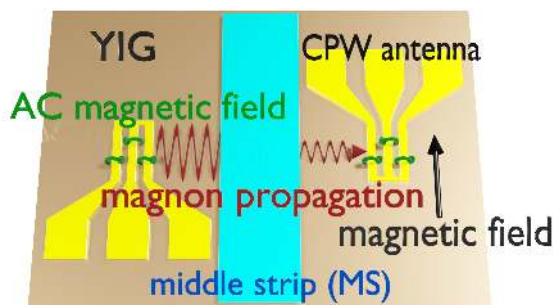 YIG
CPW antenna
AC magnetic field
magnon propagation
magnetic field
middle strip (MS)